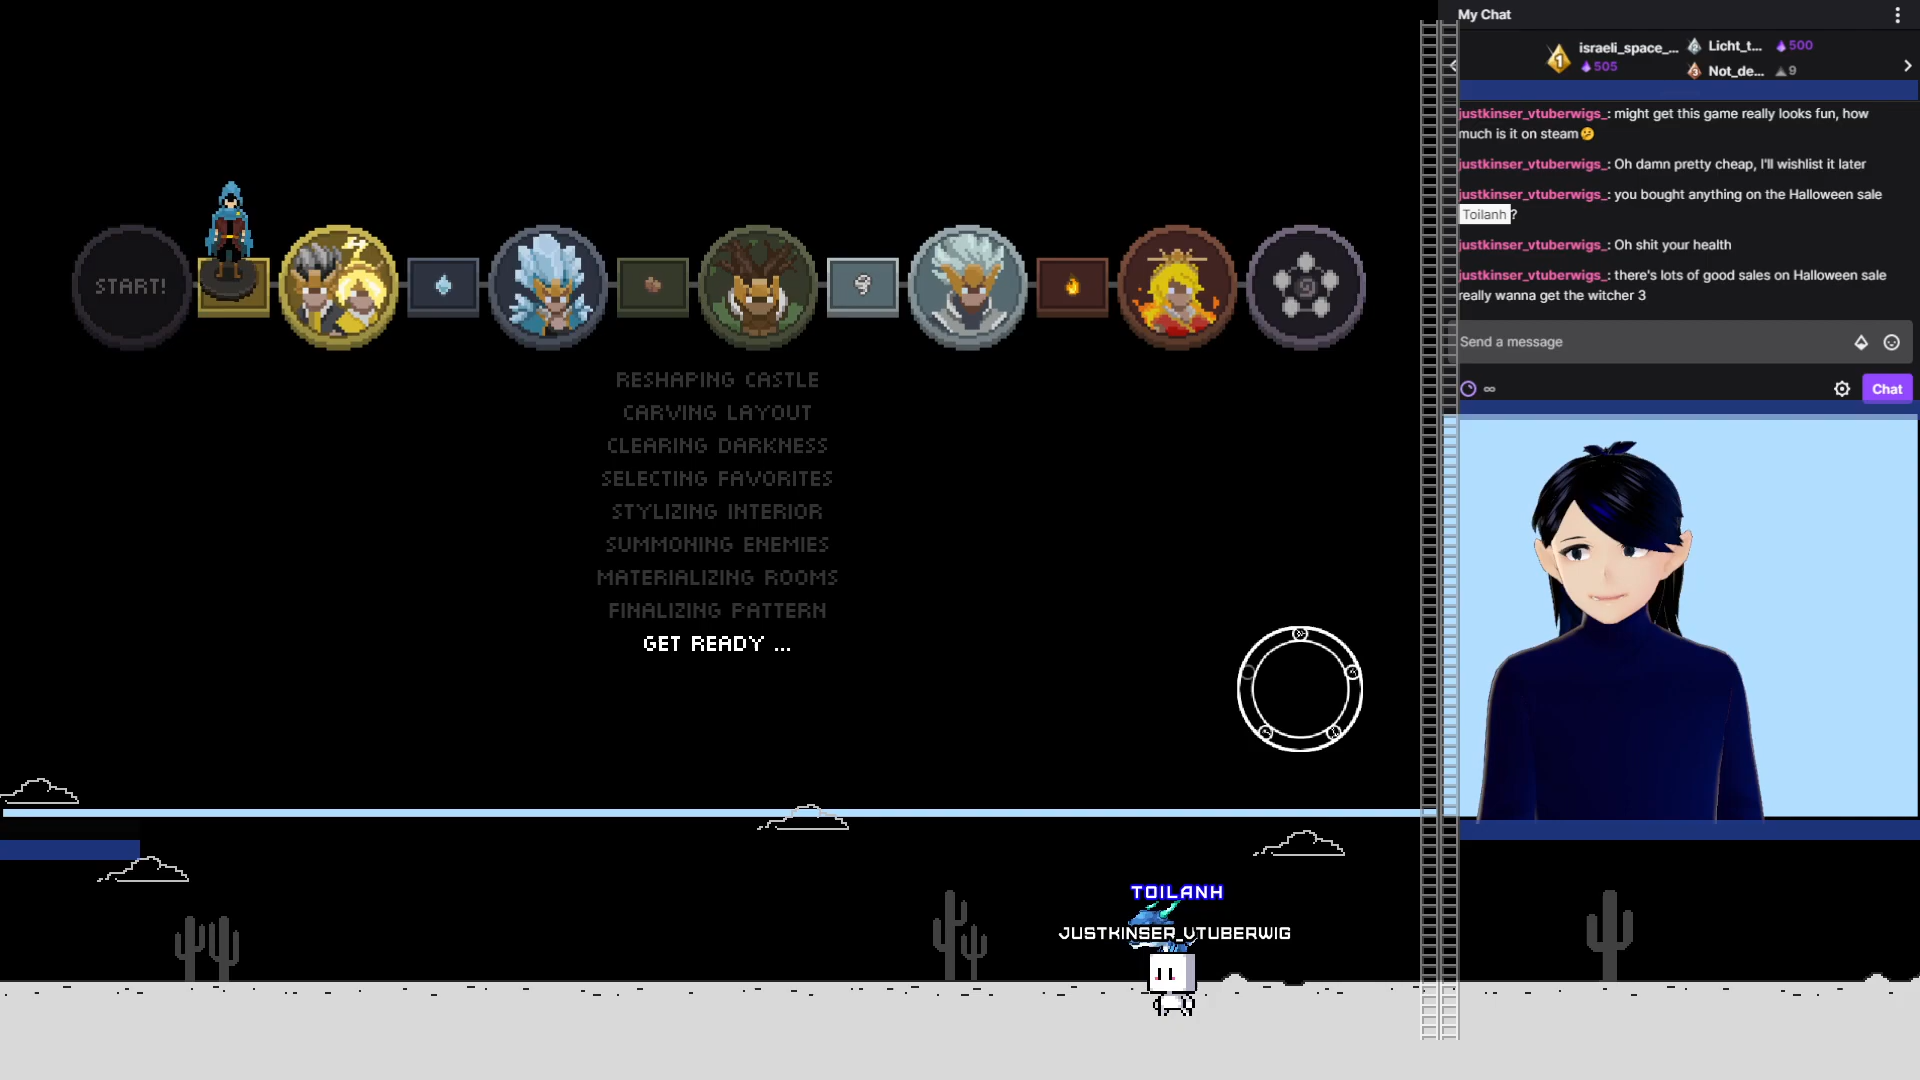 START!
RESHAPING CASTLE
CARVING LAYOUT
CLEARING DARKNESS
SELECTING FAVORITES
STYLIZING INTERIOR
SUMMONING ENEMIES
MATERIALIZING ROOMS
FINALIZING PATTERN
GET READY ...
TOILANH
JUSTKINSER_VTUBERWIG
My Chat
1
israeli_space_...
505
2 Licht_t... 500
3 Not_de... 9
justkinser_vtuberwigs_: might get this game really looks fun, how
much is it on steam
justkinser_vtuberwigs_: Oh damn pretty cheap, I'll wishlist it later
justkinser_vtuberwigs_: you bought anything on the Halloween sale
Toilanh ?
justkinser_vtuberwigs_: Oh shit your health
justkinser_vtuberwigs_: there's lots of good sales on Halloween sale
really wanna get the witcher 3
Send a message
∞
Chat